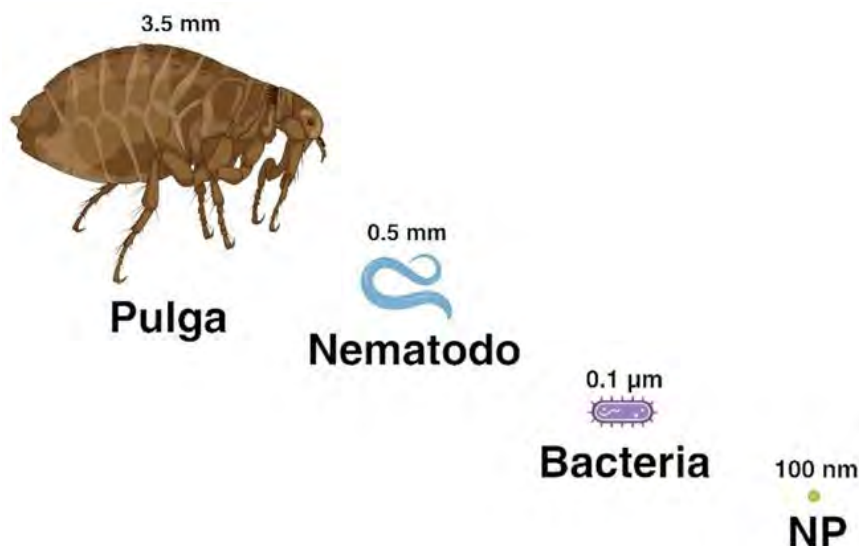 3.5 mm
Pulga
0.5 mm
Nematodo
0.1 µm
Bacteria
100 nm
NP